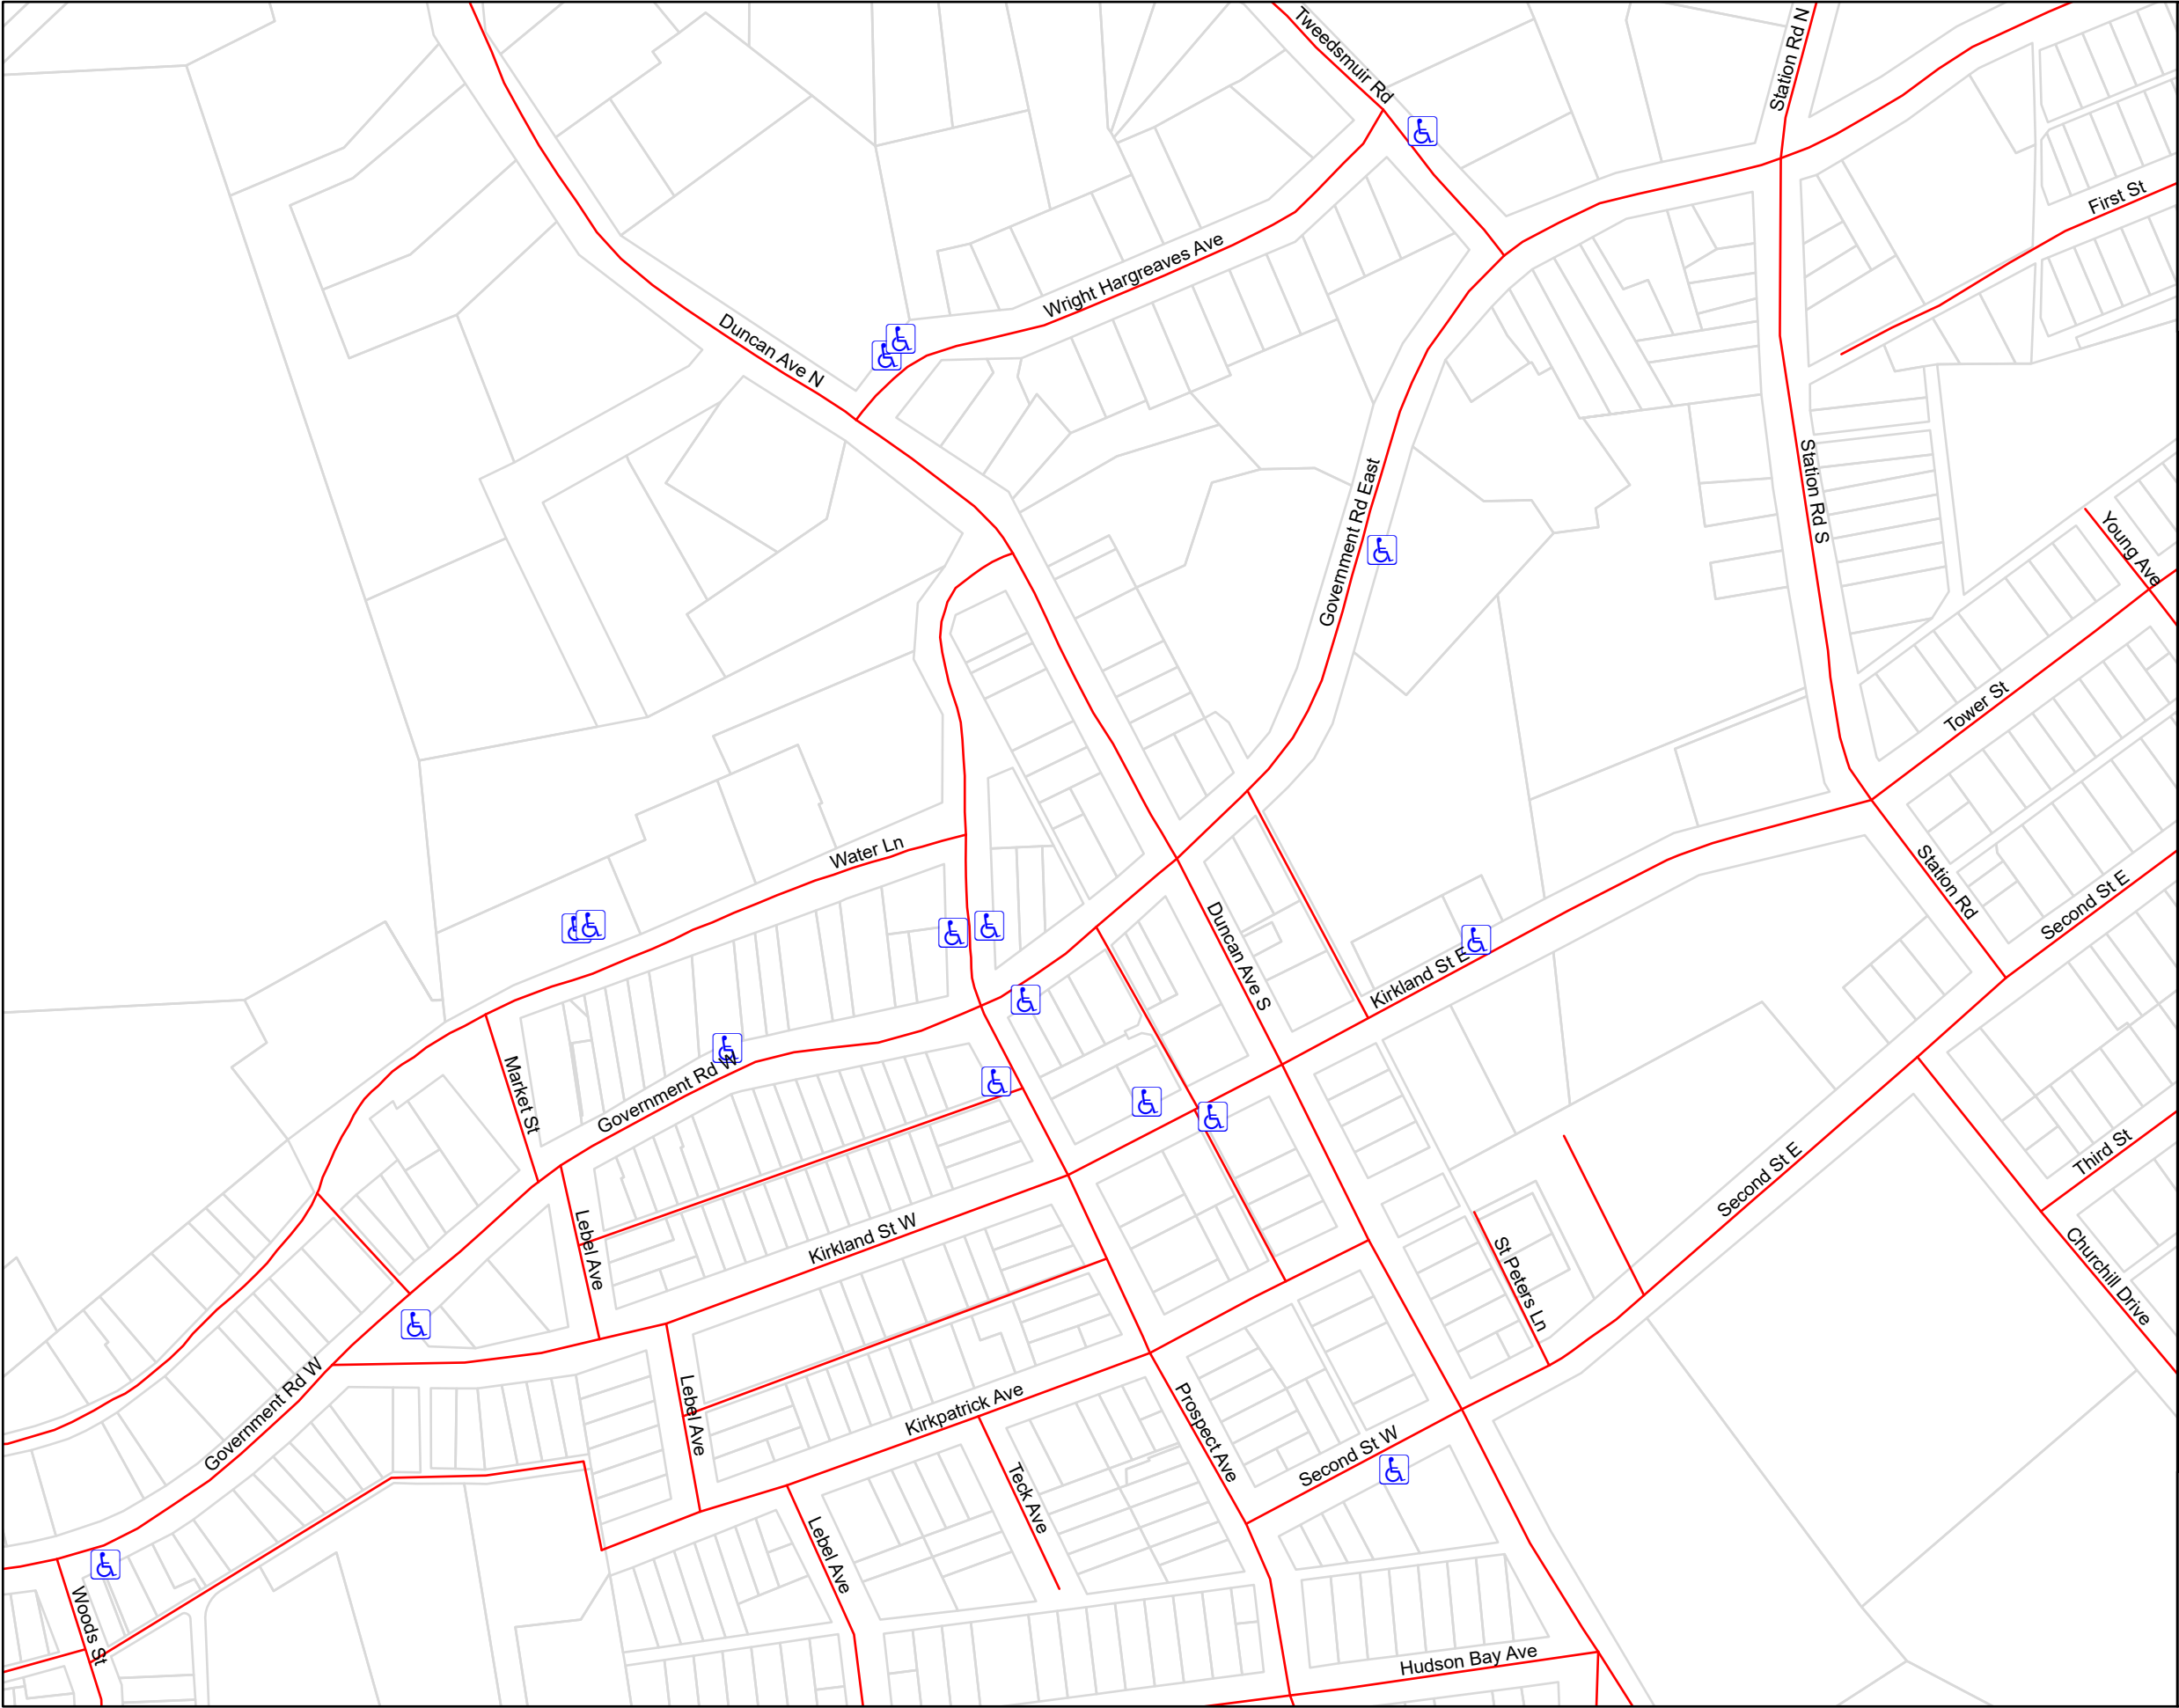 Tweedsmuir Rd
Station Rd N
First St
Wright Hargreaves Ave
Duncan Ave N
Government Rd East
Station Rd S
Young Ave
Tower St
Water Ln
Station Rd
Second St E
Duncan Ave S
Kirkland St E
Market St
Government Rd W
Third St
Second St E
Lebel Ave
Kirkland St W
St Peters Ln
Churchill Drive
Government Rd W
Lebel Ave
Kirkpatrick Ave
Prospect Ave
Second St W
Teck Ave
Lebel Ave
Woods St
Hudson Bay Ave